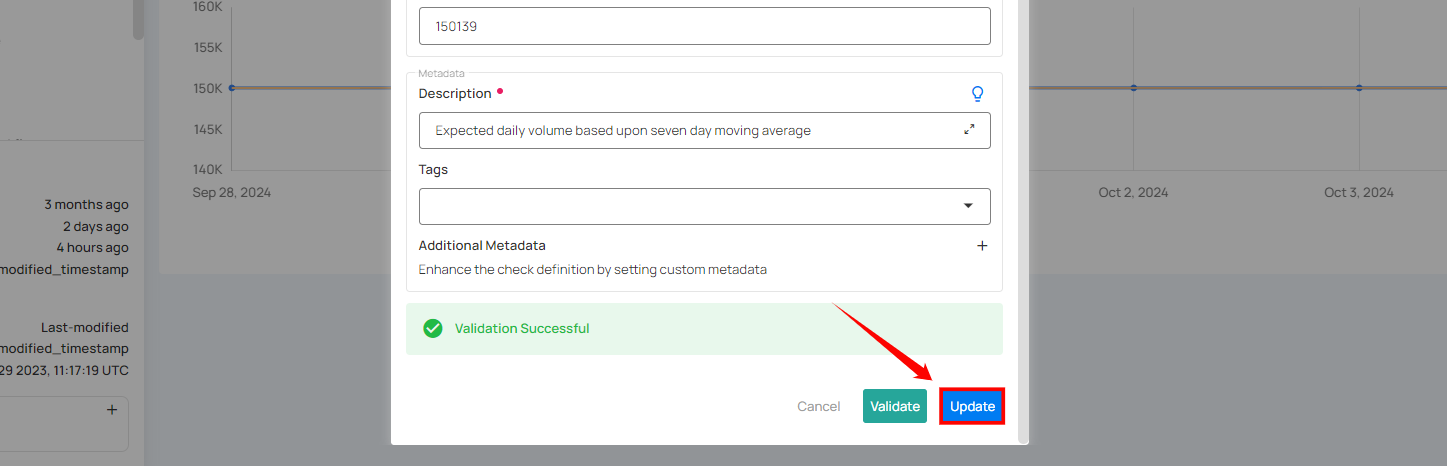 160K
155K
150K
145K
140K
Sep 28, 2024
Oct 2, 2024
Oct 3, 2024
3 months ago
2 days ago
4 hours ago
modified_timestamp
Last-modified
modified_timestamp
29 2023, 11:17:19 UTC
+
150139
Metadata
Description
Expected daily volume based upon seven day moving average
Tags
Additional Metadata
+
Enhance the check definition by setting custom metadata
Validation Successful
Cancel
Validate
Update